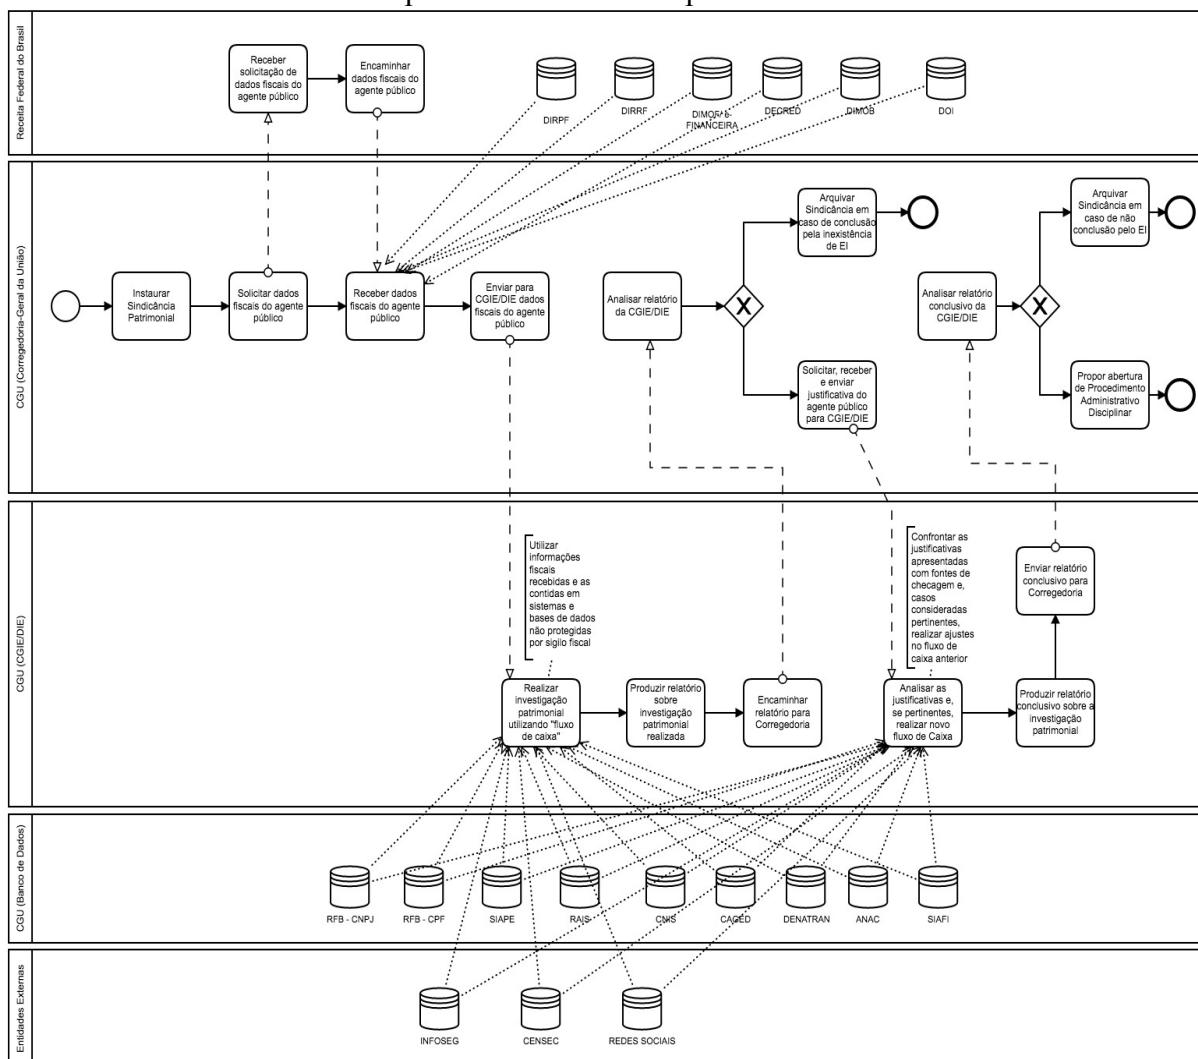 Receita Federal do Brasil
Receber
solicitação de
dados fiscais do
agente público
Encaminhar
dados fiscais do
agente público
DIRPF
DIRRF
DIMOF/ e-
FINANCEIRA
DECRED
DIMOB
DOI
CGU (Corregedoria-Geral da União)
Instaurar
Sindicância
Patrimonial
Solicitar dados
fiscais do agente
público
Receber dados
fiscais do agente
público
Enviar para
CGIE/DIE dados
fiscais do agente
público
Analisar relatório
da CGIE/DIE
X
Arquivar
Sindicância em
caso de conclusão
pela inexistência
de EI
Solicitar, receber
e enviar
justificativa do
agente público
para CGIE/DIE
Analisar relatório
conclusivo da
CGIE/DIE
X
Arquivar
Sindicância em
caso de não
conclusão pelo EI
Propor abertura
de Procedimento
Administrativo
Disciplinar
CGU (CGIE/DIE)
Utilizar
informações
fiscais
recebidas e as
contidas em
sistemas e
bases de dados
não protegidas
por sigilo fiscal
Realizar
investigação
patrimonial
utilizando "fluxo
de caixa"
Produzir relatório
sobre
investigação
patrimonial
realizada
Encaminhar
relatório para
Corregedoria
Confrontar as
justificativas
apresentadas
com fontes de
checagem e,
casos
consideradas
pertinentes,
realizar ajustes
no fluxo de
caixa anterior
Analisar as
justificativas e,
se pertinentes,
realizar novo
fluxo de Caixa
Produzir relatório
conclusivo sobre a
investigação
patrimonial
Enviar relatório
conclusivo para
Corregedoria
CGU (Banco de Dados)
RFB - CNPJ
RFB - CPF
SIAPE
RAIS
CNIS
CAGED
DENATRAN
ANAC
SIAFI
Entidades Externas
INFOSEG
CENSEC
REDES SOCIAIS